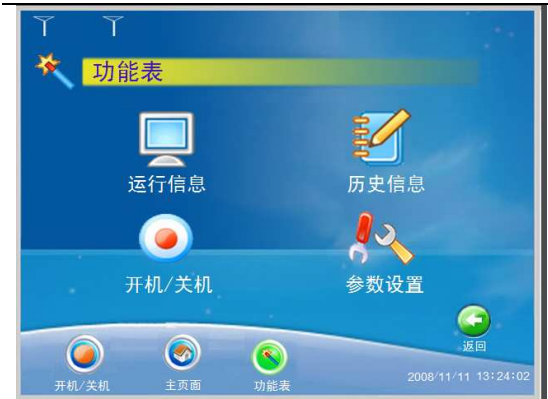 功能表
运行信息
历史信息
开机/关机
参数设置
返回
开机/关机
主页面
功能表
2008/11/11 13:24:02